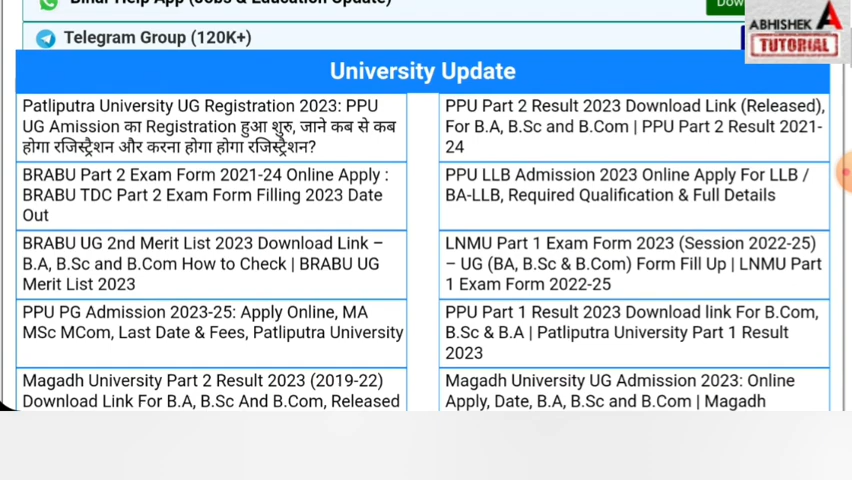 Bihar Help App (Jobs & Education Update)
Dow
Telegram Group (120K+)
ABHISHEK A
TUTORIAL
University Update
Patliputra University UG Registration 2023: PPU
UG Amission का Registration हुआ शुरु, जाने कब से कब
होगा रजिस्ट्रैशन और करना होगा होगा रजिस्ट्रैशन?
PPU Part 2 Result 2023 Download Link (Released),
For B.A, B.Sc and B.Com | PPU Part 2 Result 2021-
24
BRABU Part 2 Exam Form 2021-24 Online Apply :
BRABU TDC Part 2 Exam Form Filling 2023 Date
Out
PPU LLB Admission 2023 Online Apply For LLB /
BA-LLB, Required Qualification & Full Details
BRABU UG 2nd Merit List 2023 Download Link –
B.A, B.Sc and B.Com How to Check | BRABU UG
Merit List 2023
LNMU Part 1 Exam Form 2023 (Session 2022-25)
– UG (BA, B.Sc & B.Com) Form Fill Up | LNMU Part
1 Exam Form 2022-25
PPU PG Admission 2023-25: Apply Online, MA
MSc MCom, Last Date & Fees, Patliputra University
PPU Part 1 Result 2023 Download link For B.Com,
B.Sc & B.A | Patliputra University Part 1 Result
2023
Magadh University Part 2 Result 2023 (2019-22)
Download Link For B.A, B.Sc And B.Com, Released
Magadh University UG Admission 2023: Online
Apply, Date, B.A, B.Sc and B.Com | Magadh